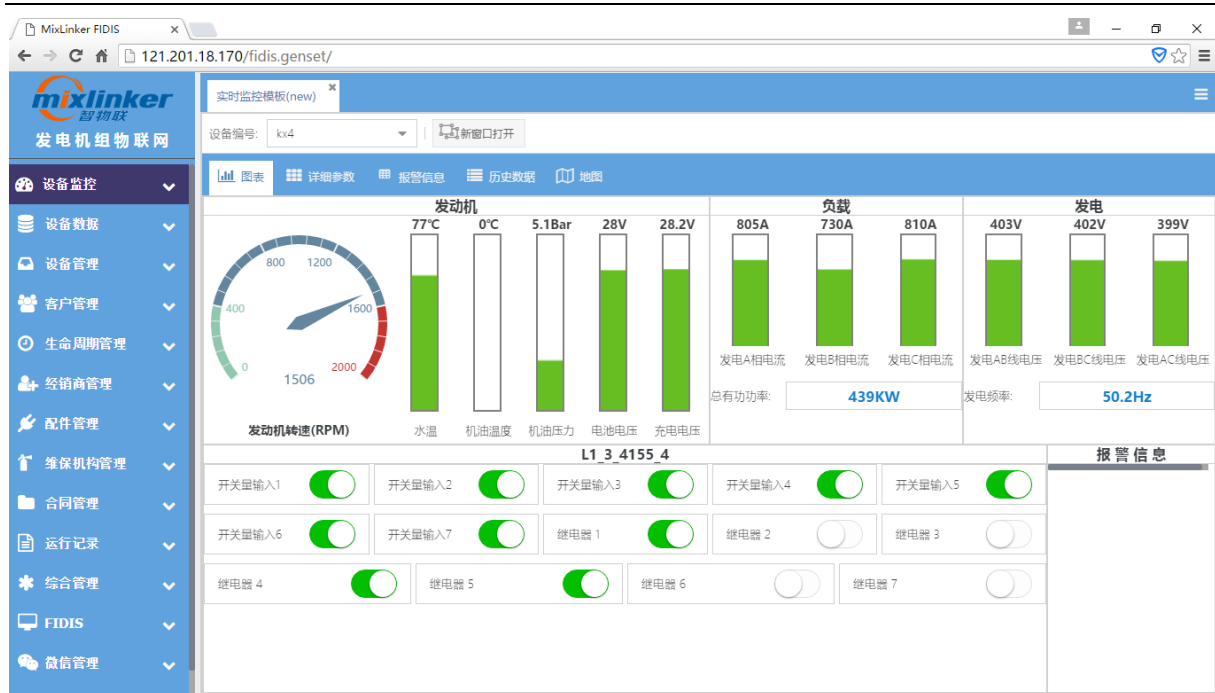 MixLinker FIDIS
121.201.18.170/fidis.genset/
mixlinker
智物联
发电机组物联网
设备监控
设备数据
设备管理
客户管理
生命周期管理
经销商管理
配件管理
维保机构管理
合同管理
运行记录
综合管理
FIDIS
微信管理
实时监控模板(new)
设备编号: kx4 新窗口打开
图表 详细参数 报警信息 历史数据 地图
发动机 负载 发电
77℃ 0℃ 5.1Bar 28V 28.2V 805A 730A 810A 403V 402V 399V
800 1200
400 1600
0 2000
1506
发电A相电流 发电B相电流 发电C相电流 发电AB线电压 发电BC线电压 发电AC线电压
总有功功率: 439KW 发电频率: 50.2Hz
发动机转速(RPM) 水温 机油温度 机油压力 电池电压 充电电压
L1_3_4155_4 报警信息
开关量输入1 开关量输入2 开关量输入3 开关量输入4 开关量输入5
开关量输入6 开关量输入7 继电器 1 继电器 2 继电器 3
继电器 4 继电器 5 继电器 6 继电器 7